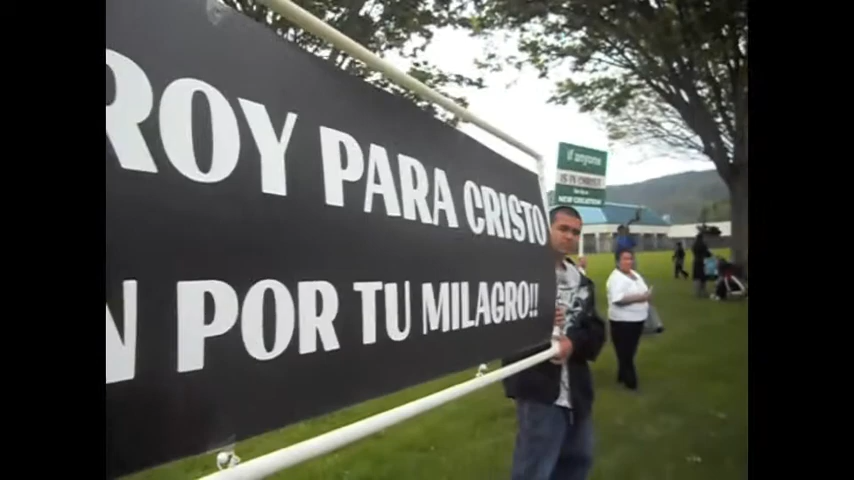 ROY PARA CRISTO
N POR TU MILAGRO!!
if anyone
IS IN CHRIST
NEW CREATION